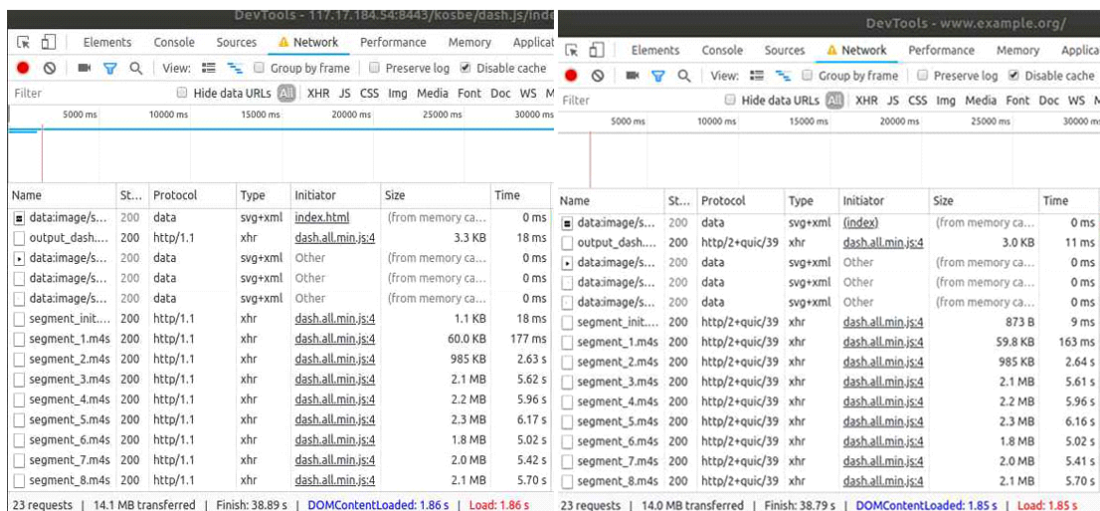 DevTools - 117.17.184.54:8443/kosbe/dash.js/inde
Elements Console Sources Network Performance Memory Applicat
View: Group by frame Preserve log Disable cache
Filter Hide data URLs All XHR JS CSS Img Media Font Doc WS M
5000 ms 10000 ms 15000 ms 20000 ms 25000 ms 30000 ms
Name St... Protocol Type Initiator Size Time
data:image/s... 200 data svg+xml index.html (from memory ca... 0 ms
output_dash.... 200 http/1.1 xhr dash.all.min.js:4 3.3 KB 18 ms
data:image/s... 200 data svg+xml Other (from memory ca... 0 ms
data:image/s... 200 data svg+xml Other (from memory ca... 0 ms
data:image/s... 200 data svg+xml Other (from memory ca... 0 ms
segment_init.... 200 http/1.1 xhr dash.all.min.js:4 1.1 KB 18 ms
segment_1.m4s 200 http/1.1 xhr dash.all.min.js:4 60.0 KB 177 ms
segment_2.m4s 200 http/1.1 xhr dash.all.min.js:4 985 KB 2.63 s
segment_3.m4s 200 http/1.1 xhr dash.all.min.js:4 2.1 MB 5.62 s
segment_4.m4s 200 http/1.1 xhr dash.all.min.js:4 2.2 MB 5.96 s
segment_5.m4s 200 http/1.1 xhr dash.all.min.js:4 2.3 MB 6.17 s
segment_6.m4s 200 http/1.1 xhr dash.all.min.js:4 1.8 MB 5.02 s
segment_7.m4s 200 http/1.1 xhr dash.all.min.js:4 2.0 MB 5.42 s
segment_8.m4s 200 http/1.1 xhr dash.all.min.js:4 2.1 MB 5.70 s
23 requests | 14.1 MB transferred | Finish: 38.89 s | DOMContentLoaded: 1.86 s | Load: 1.86 s
DevTools - www.example.org/
Elements Console Sources Network Performance Memory Applica
View: Group by frame Preserve log Disable cache
Filter Hide data URLs All XHR JS CSS Img Media Font Doc WS M
5000 ms 10000 ms 15000 ms 20000 ms 25000 ms 30000 ms
Name St... Protocol Type Initiator Size Time
data:image/s... 200 data svg+xml (index) (from memory ca... 0 ms
output_dash.... 200 http/2+quic/39 xhr dash.all.min.js:4 3.0 KB 11 ms
data:image/s... 200 data svg+xml Other (from memory ca... 0 ms
data:image/s... 200 data svg+xml Other (from memory ca... 0 ms
data:image/s... 200 data svg+xml Other (from memory ca... 0 ms
segment_init.... 200 http/2+quic/39 xhr dash.all.min.js:4 873 B 9 ms
segment_1.m4s 200 http/2+quic/39 xhr dash.all.min.js:4 59.8 KB 163 ms
segment_2.m4s 200 http/2+quic/39 xhr dash.all.min.js:4 985 KB 2.64 s
segment_3.m4s 200 http/2+quic/39 xhr dash.all.min.js:4 2.1 MB 5.61 s
segment_4.m4s 200 http/2+quic/39 xhr dash.all.min.js:4 2.2 MB 5.96 s
segment_5.m4s 200 http/2+quic/39 xhr dash.all.min.js:4 2.3 MB 6.16 s
segment_6.m4s 200 http/2+quic/39 xhr dash.all.min.js:4 1.8 MB 5.02 s
segment_7.m4s 200 http/2+quic/39 xhr dash.all.min.js:4 2.0 MB 5.41 s
segment_8.m4s 200 http/2+quic/39 xhr dash.all.min.js:4 2.1 MB 5.70 s
23 requests | 14.0 MB transferred | Finish: 38.79 s | DOMContentLoaded: 1.85 s | Load: 1.85 s